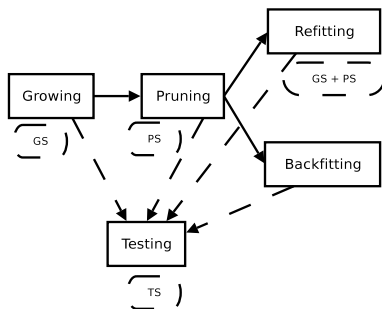 Refitting
GS + PS
Growing
Pruning
GS
PS
Backfitting
Testing
TS